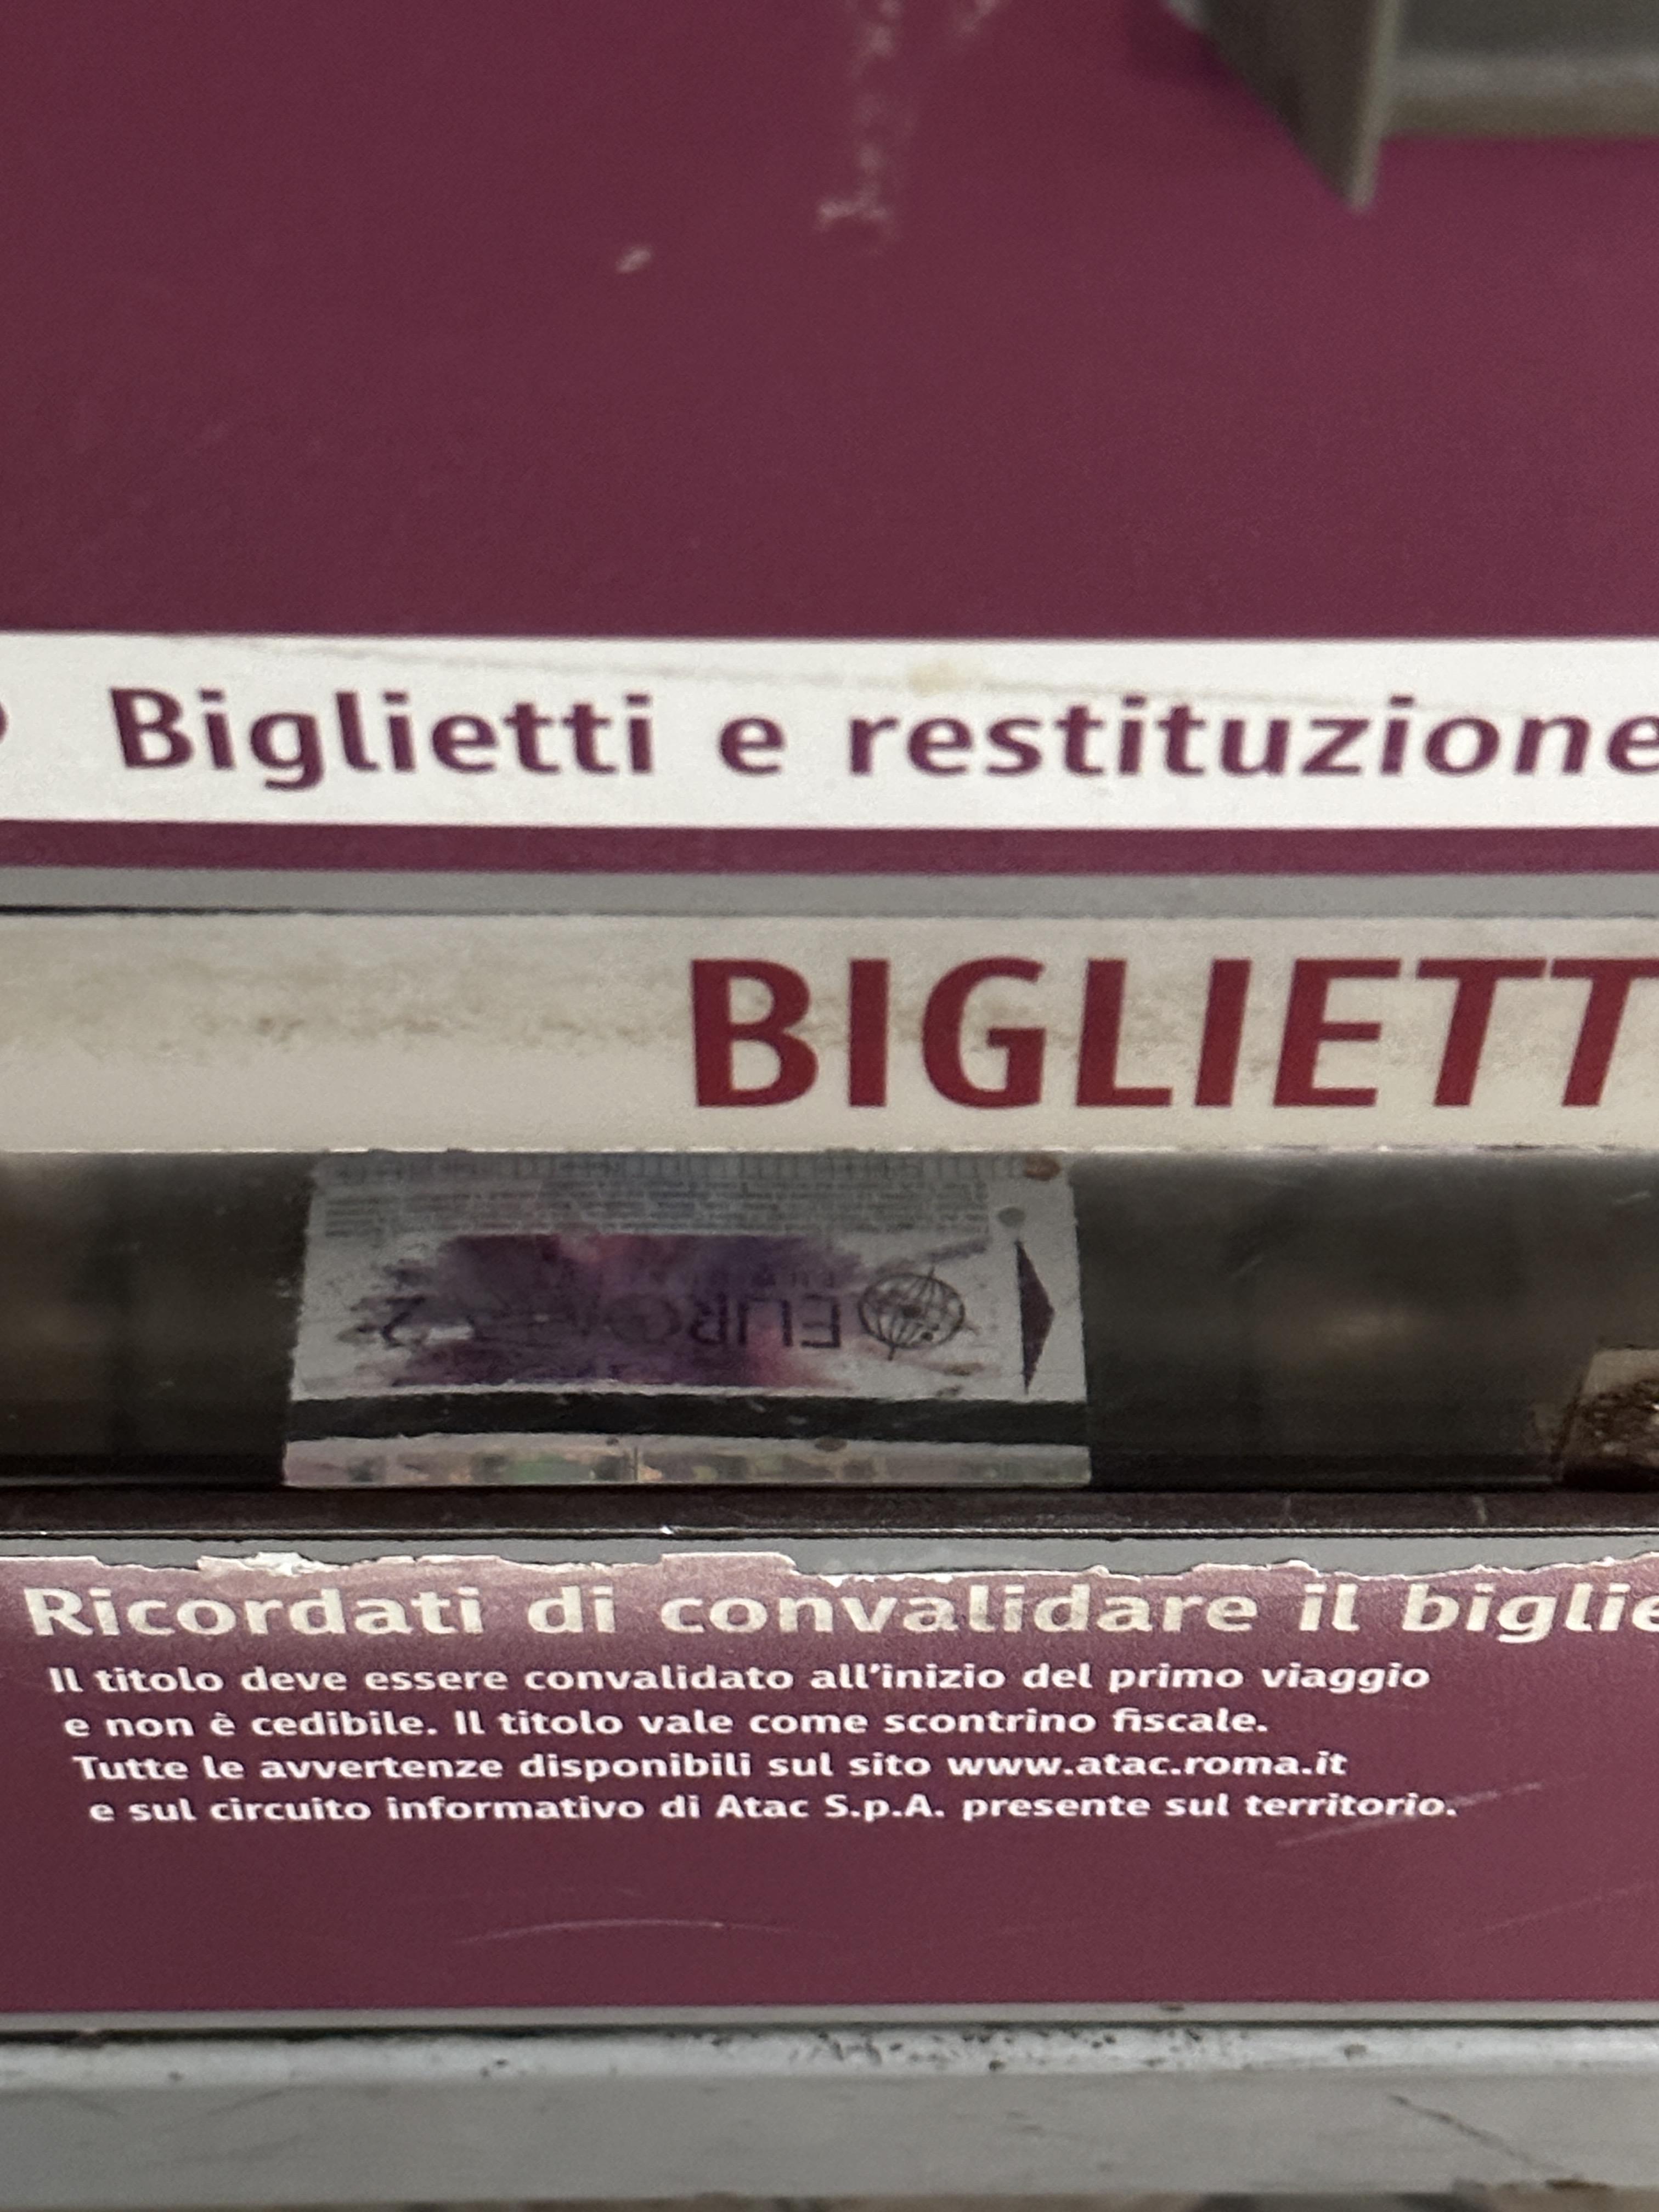 Biglietti e restituzione
BIGLIETT
Ricordati di convalidare il biglie
Il titolo deve essere convalidato all'inizio del primo viaggio
e non è cedibile. Il titolo vale come scontrino fiscale.
Tutte le avvertenze disponibili sul sito www.atac.roma.it
e sul circuito informativo di Atac S.p.A. presente sul territorio.